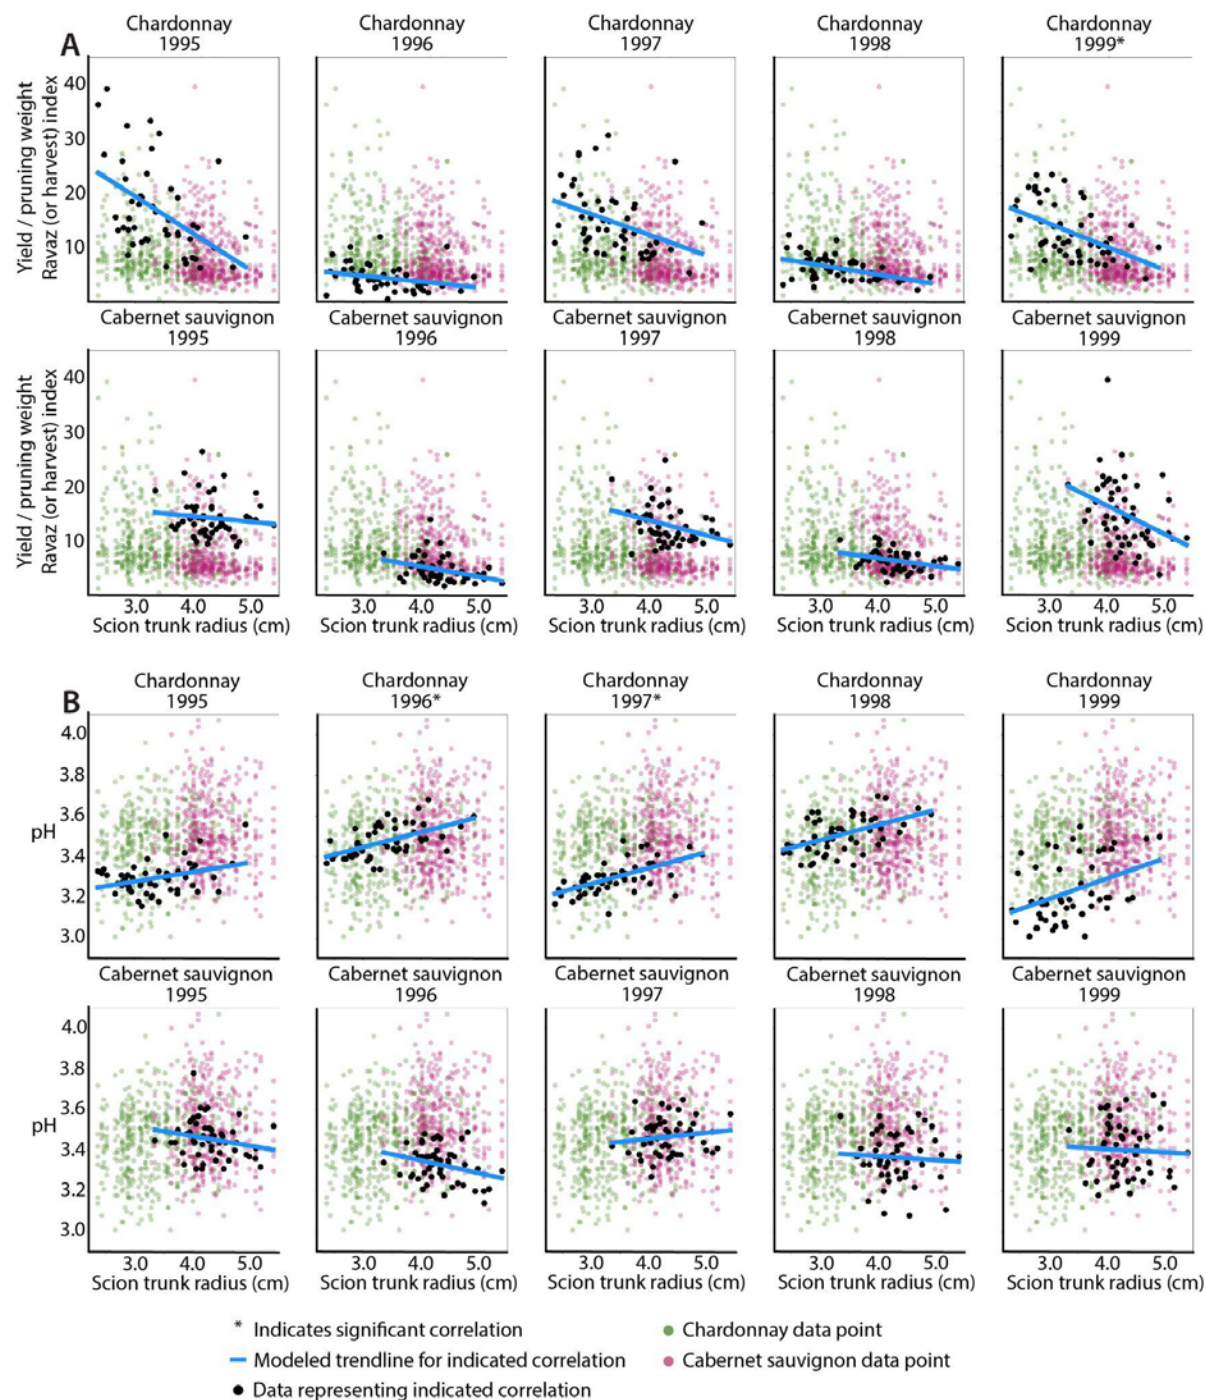 A
Chardonnay
1995
Chardonnay
1996
Chardonnay
1997
Chardonnay
1998
Chardonnay
1999*
Yield / pruning weight
Ravaz (or harvest) index
40
30
20
10
Cabernet sauvignon
1995
Cabernet sauvignon
1996
Cabernet sauvignon
1997
Cabernet sauvignon
1998
Cabernet sauvignon
1999
Yield / pruning weight
Ravaz (or harvest) index
40
30
20
10
3.0 4.0 5.0
Scion trunk radius (cm)
3.0 4.0 5.0
Scion trunk radius (cm)
3.0 4.0 5.0
Scion trunk radius (cm)
3.0 4.0 5.0
Scion trunk radius (cm)
3.0 4.0 5.0
Scion trunk radius (cm)
B
Chardonnay
1995
Chardonnay
1996*
Chardonnay
1997*
Chardonnay
1998
Chardonnay
1999
pH
4.0
3.8
3.6
3.4
3.2
3.0
Cabernet sauvignon
1995
Cabernet sauvignon
1996
Cabernet sauvignon
1997
Cabernet sauvignon
1998
Cabernet sauvignon
1999
pH
4.0
3.8
3.6
3.4
3.2
3.0
3.0 4.0 5.0
Scion trunk radius (cm)
3.0 4.0 5.0
Scion trunk radius (cm)
3.0 4.0 5.0
Scion trunk radius (cm)
3.0 4.0 5.0
Scion trunk radius (cm)
3.0 4.0 5.0
Scion trunk radius (cm)
* Indicates significant correlation
Modeled trendline for indicated correlation
Data representing indicated correlation
Chardonnay data point
Cabernet sauvignon data point